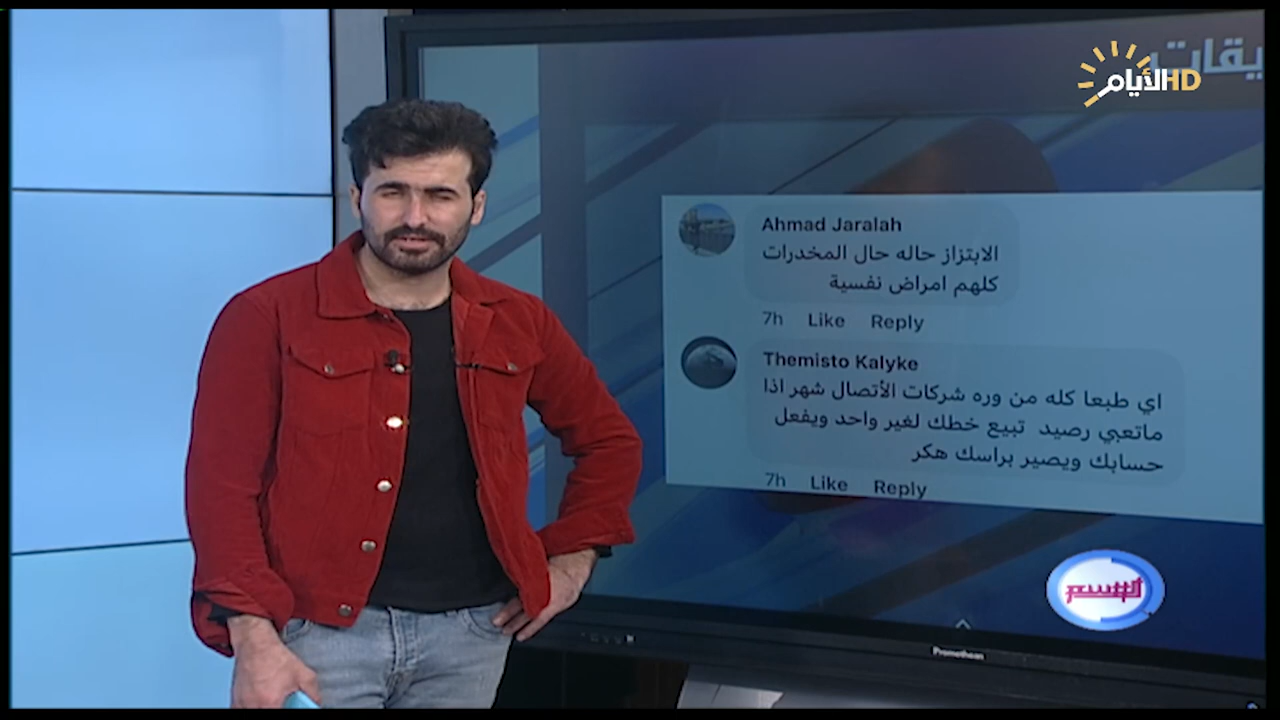 الأيام HD
Ahmad Jaralah
الابتزاز حاله حال المخدرات
كلهم امراض نفسية
7h Like Reply
Themisto Kalyke
اي طبعا كله من وره شركات الأتصال شهر اذا
ماتعبي رصيد تبيع خطك لغير واحد ويفعل
حسابك ويصير براسك هكر
7h Like Reply
Promethean